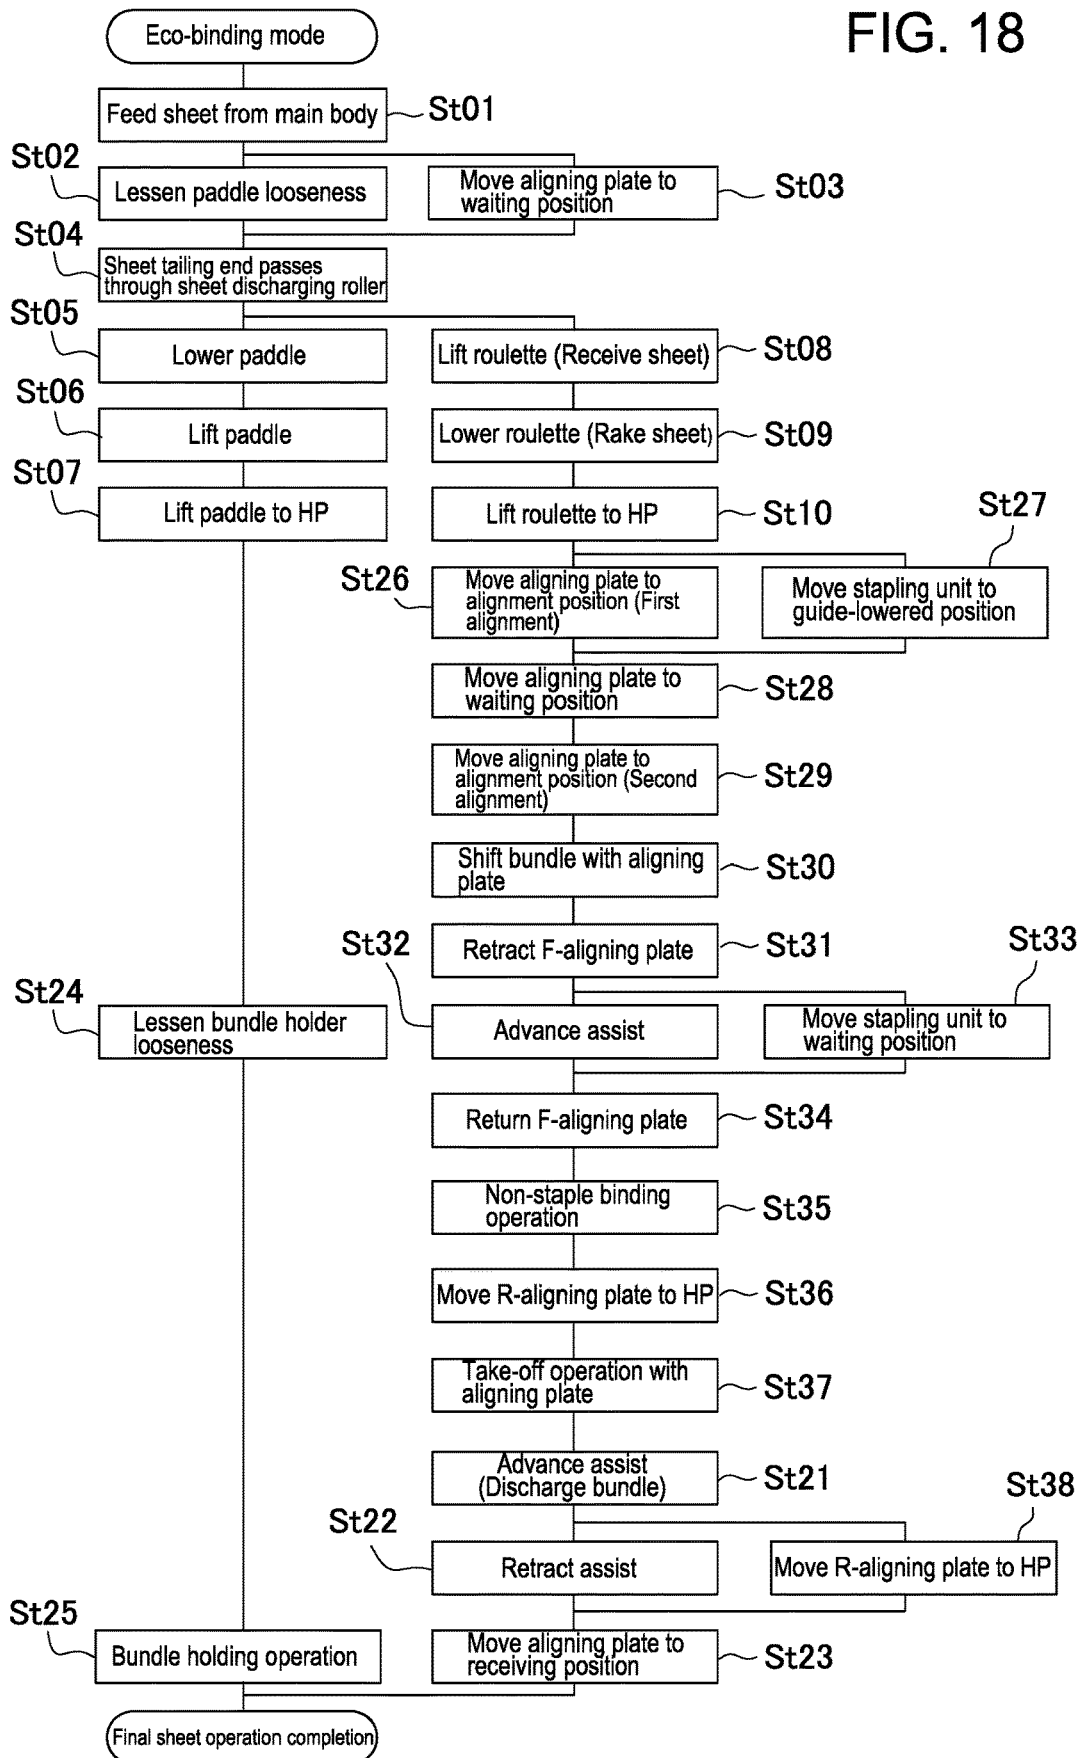 FIG. 18
Eco-binding mode
Feed sheet from main body
St01
St02
Lessen paddle looseness
Move aligning plate to
waiting position
St03
St04
Sheet tailing end passes
through sheet discharging roller
St05
Lower paddle
Lift roulette (Receive sheet)
St08
St06
Lift paddle
Lower roulette (Rake sheet)
St09
St07
Lift paddle to HP
Lift roulette to HP
St10
St27
St26
Move aligning plate to
alignment position (First
alignment)
Move stapling unit to
guide-lowered position
Move aligning plate to
waiting position
St28
Move aligning plate to
alignment position (Second
alignment)
St29
Shift bundle with aligning
plate
St30
St32
Retract F-aligning plate
St31
St33
St24
Lessen bundle holder
looseness
Advance assist
Move stapling unit to
waiting position
Return F-aligning plate
St34
Non-staple binding
operation
St35
Move R-aligning plate to HP
St36
Take-off operation with
aligning plate
St37
Advance assist
(Discharge bundle)
St21
St38
St22
Retract assist
Move R-aligning plate to HP
St25
Bundle holding operation
Move aligning plate to
receiving position
St23
Final sheet operation completion